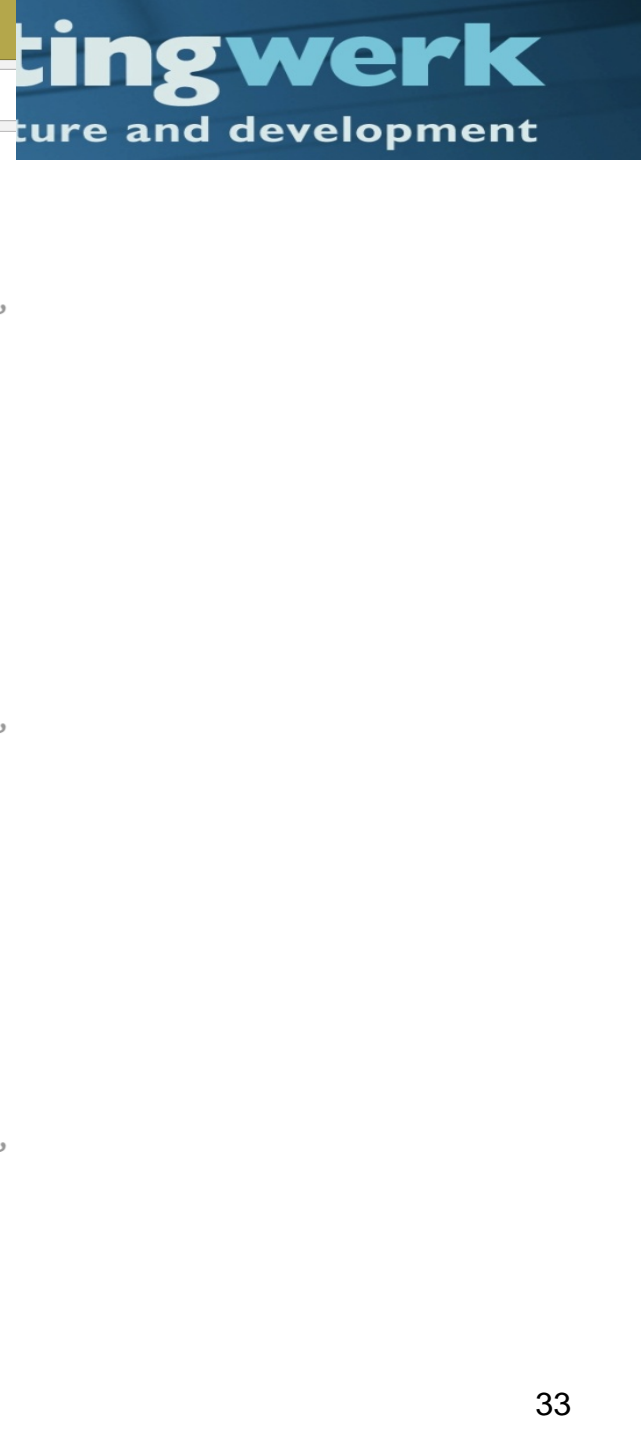 tingwerk
ture and development
,
,
,
33